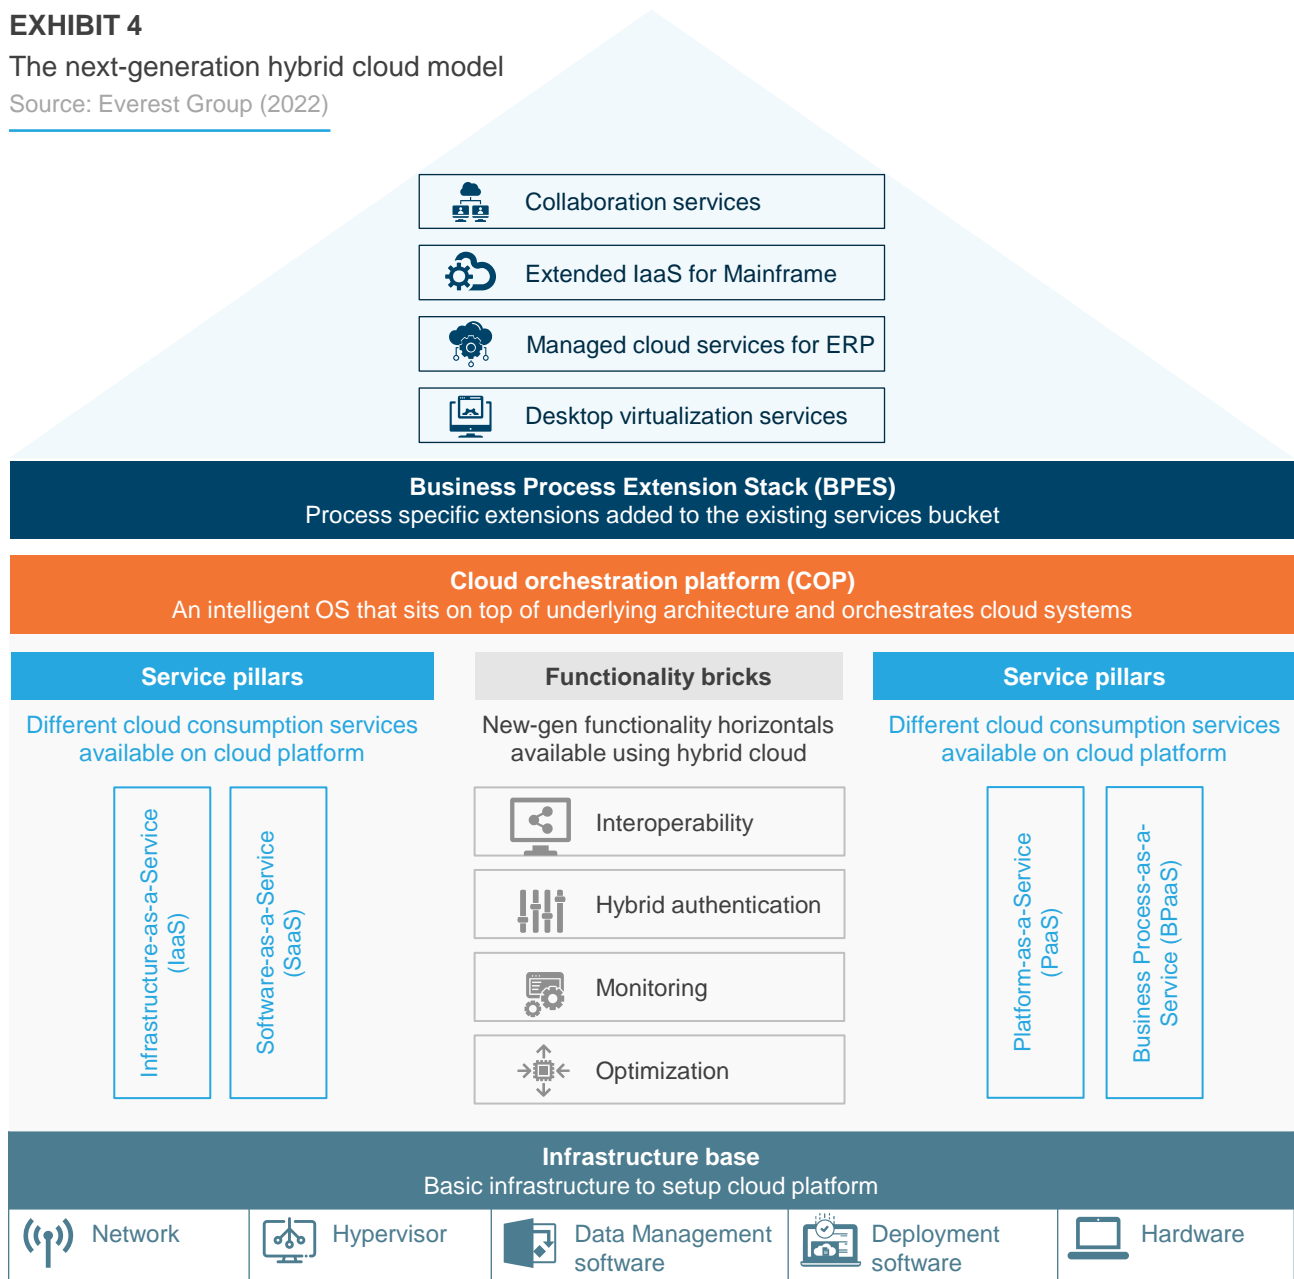 EXHIBIT 4
The next-generation hybrid cloud model
Source: Everest Group (2022)
Collaboration services
Extended IaaS for Mainframe
Managed cloud services for ERP
Desktop virtualization services
Business Process Extension Stack (BPES)
Process specific extensions added to the existing services bucket
Cloud orchestration platform (COP)
An intelligent OS that sits on top of underlying architecture and orchestrates cloud systems
Service pillars
Different cloud consumption services
available on cloud platform
Infrastructure-as-a-Service
(IaaS)
Software-as-a-Service
(SaaS)
Functionality bricks
New-gen functionality horizontals
available using hybrid cloud
Interoperability
Hybrid authentication
Monitoring
Optimization
Service pillars
Different cloud consumption services
available on cloud platform
Platform-as-a-Service
(PaaS)
Business Process-as-a-
Service (BPaaS)
Infrastructure base
Basic infrastructure to setup cloud platform
Network
Hypervisor
Data Management
software
Deployment
software
Hardware